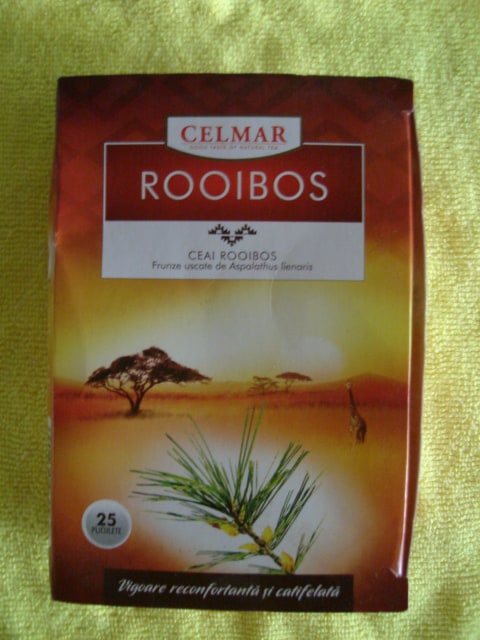 CELMAR
GOOD TASTE OF NATURAL TEA
ROOIBOS
CEAI ROOIBOS
Frunze uscate de Aspalathus lienaris
25
PLICULEȚE
Vigoare reconfortantă și catifelată